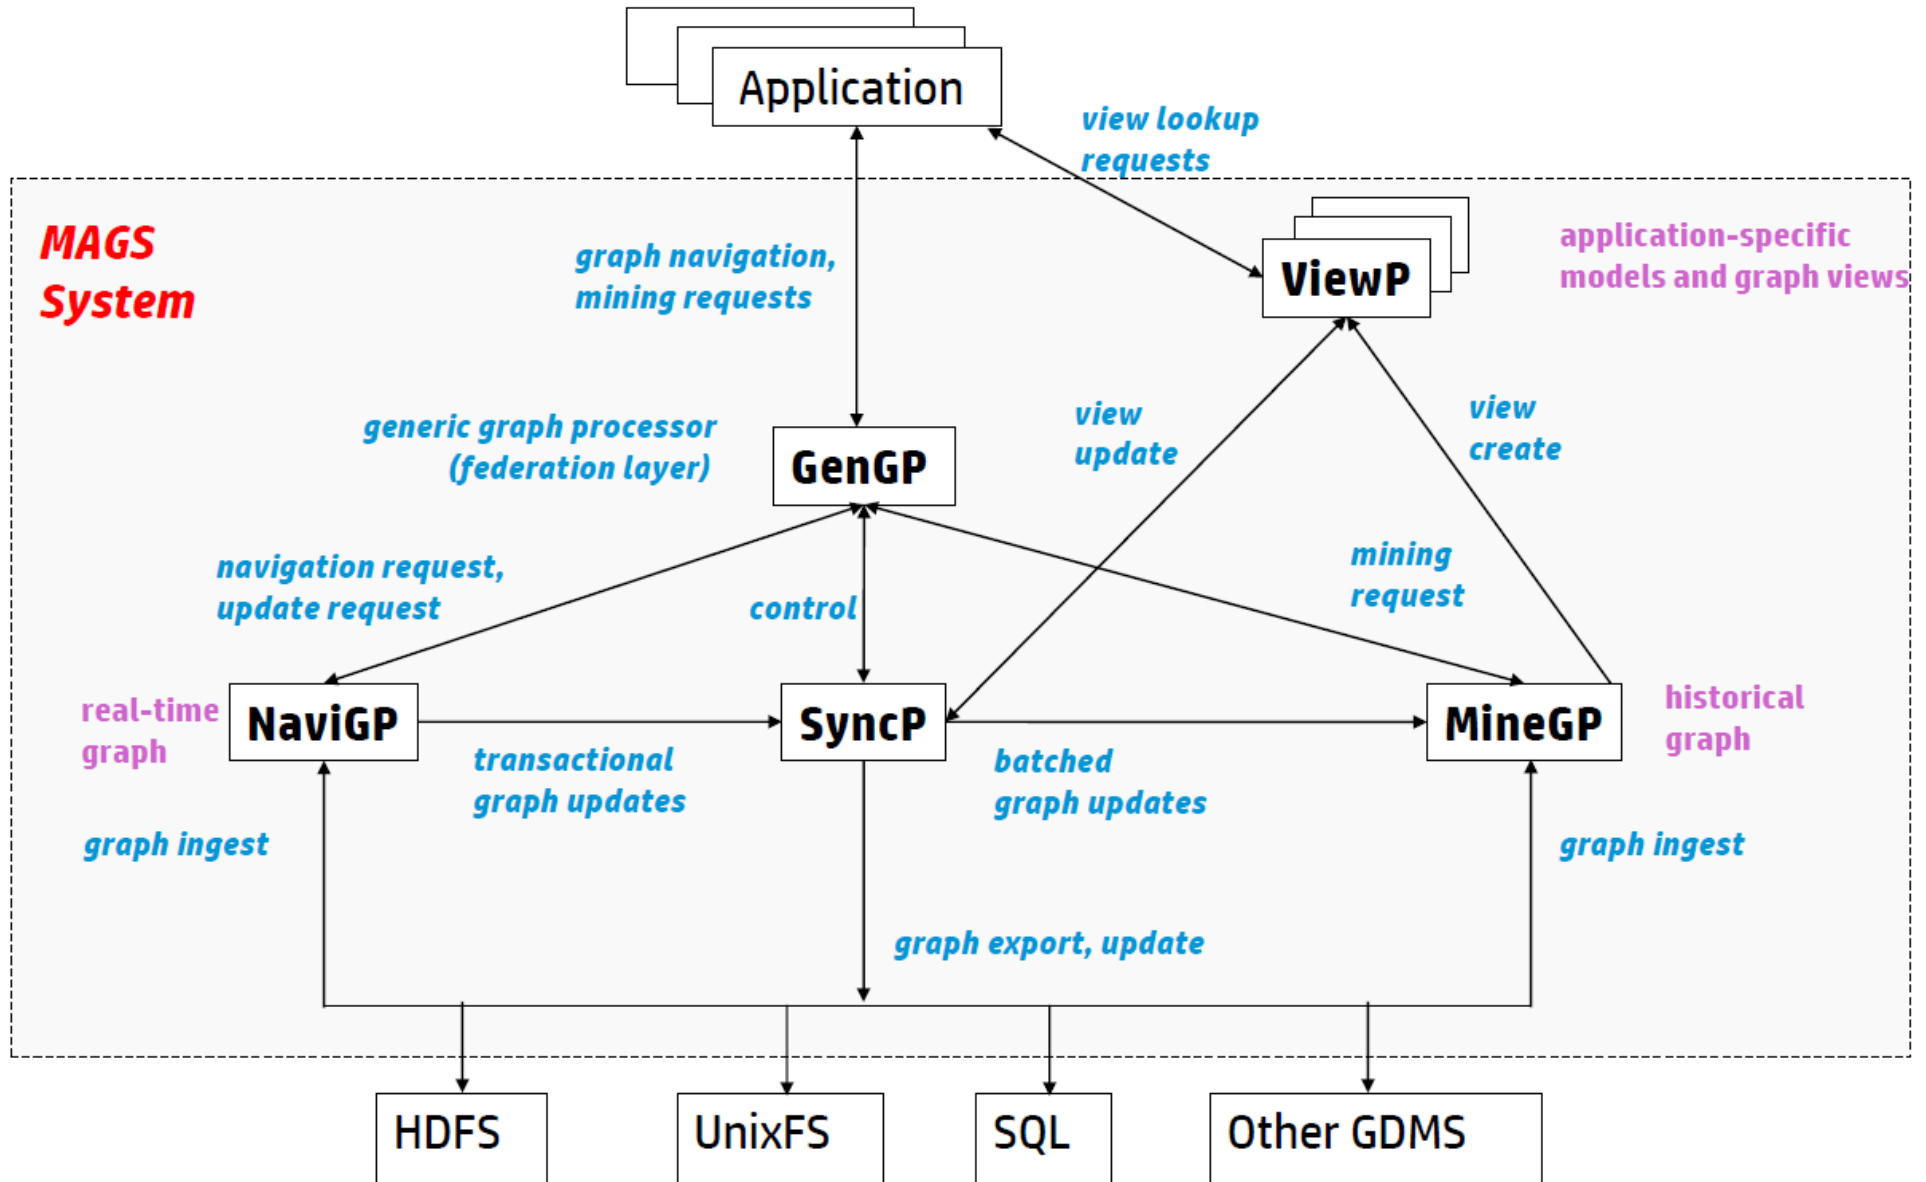 Application
view lookup
requests
MAGS
System
graph navigation,
mining requests
ViewP
application-specific
models and graph views
generic graph processor
(federation layer)
GenGP
view
update
view
create
navigation request,
update request
control
mining
request
real-time
graph
NaviGP
SyncP
MineGP
historical
graph
transactional
graph updates
batched
graph updates
graph ingest
graph ingest
graph export, update
HDFS
UnixFS
SQL
Other GDMS